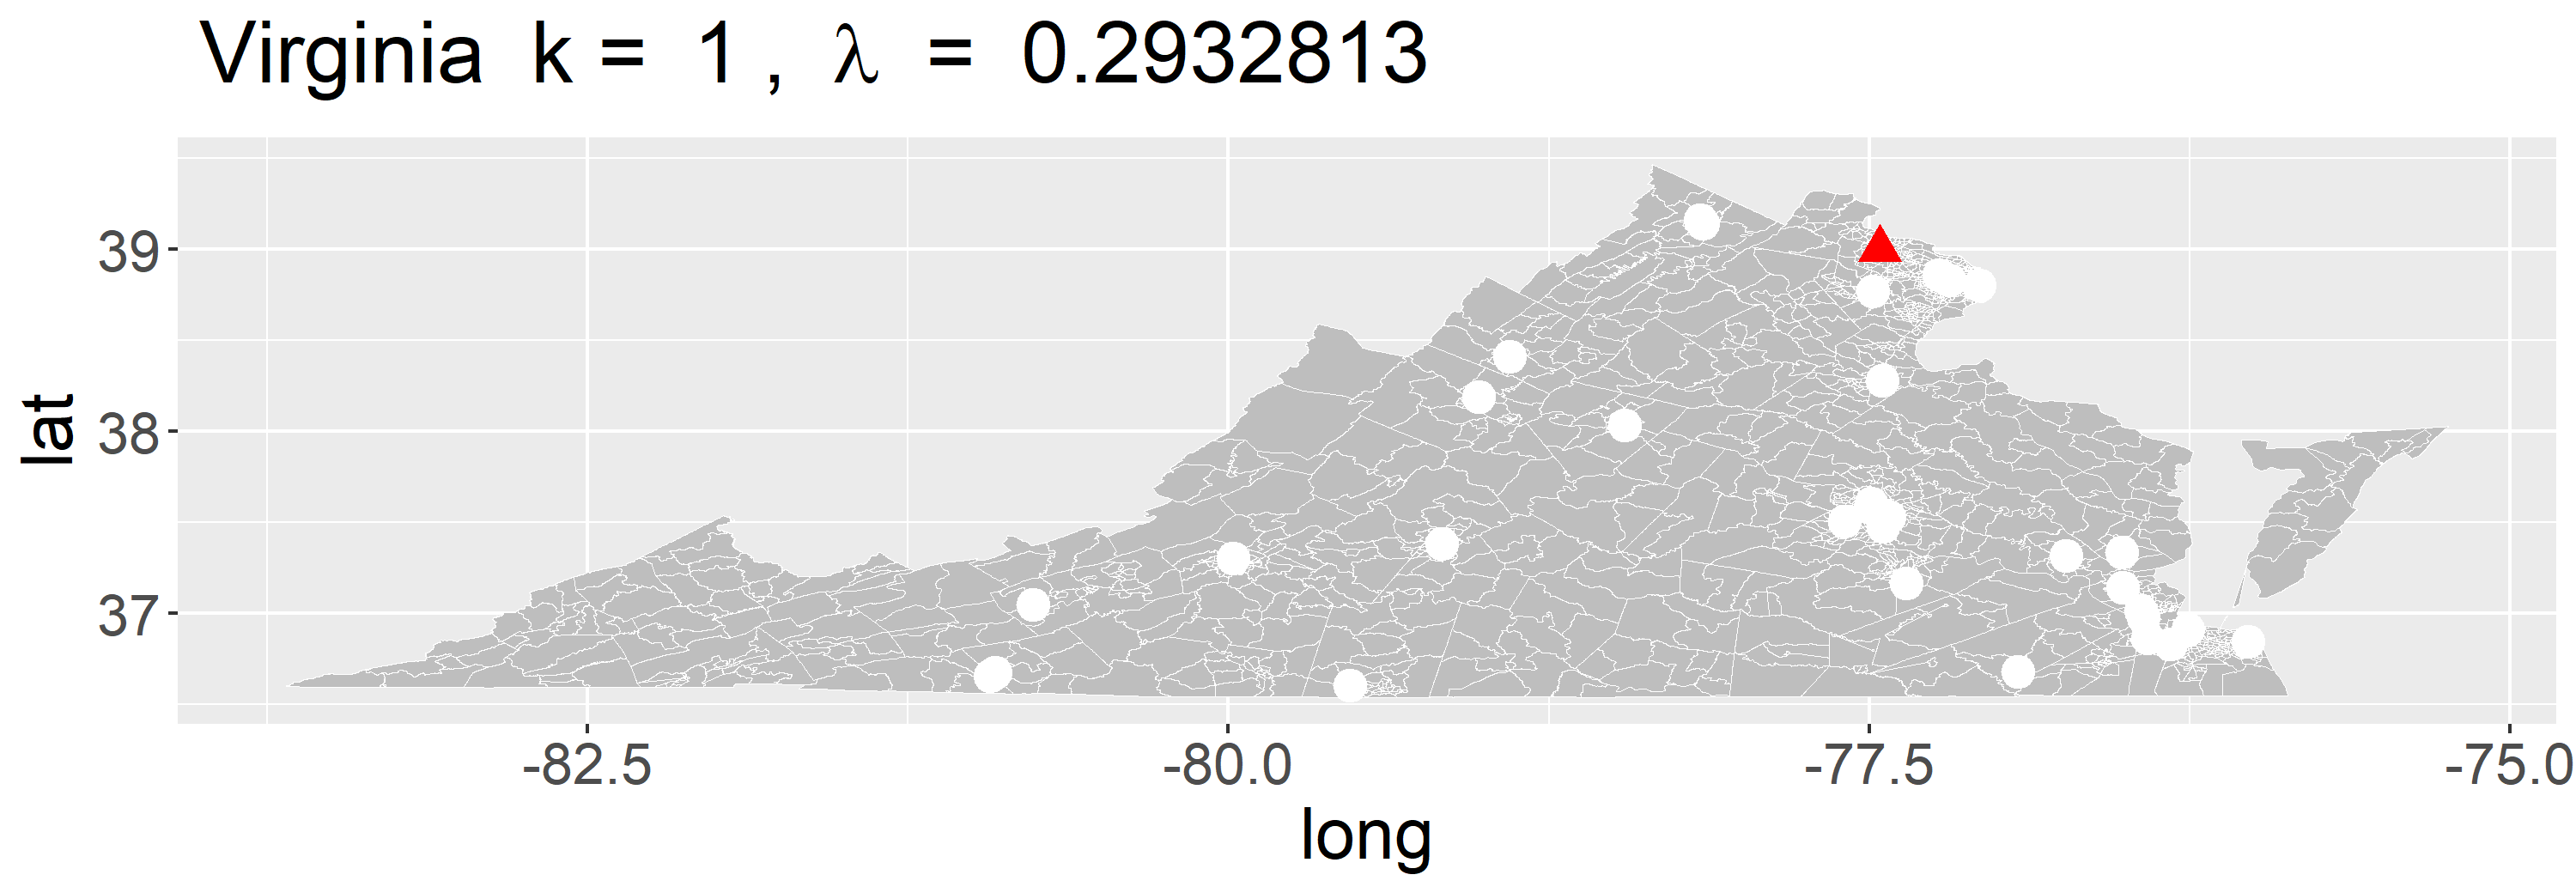 Virginia k = 1 , λ = 0.2932813
39
38
37
lat
-82.5 -80.0 -77.5 -75.0
long